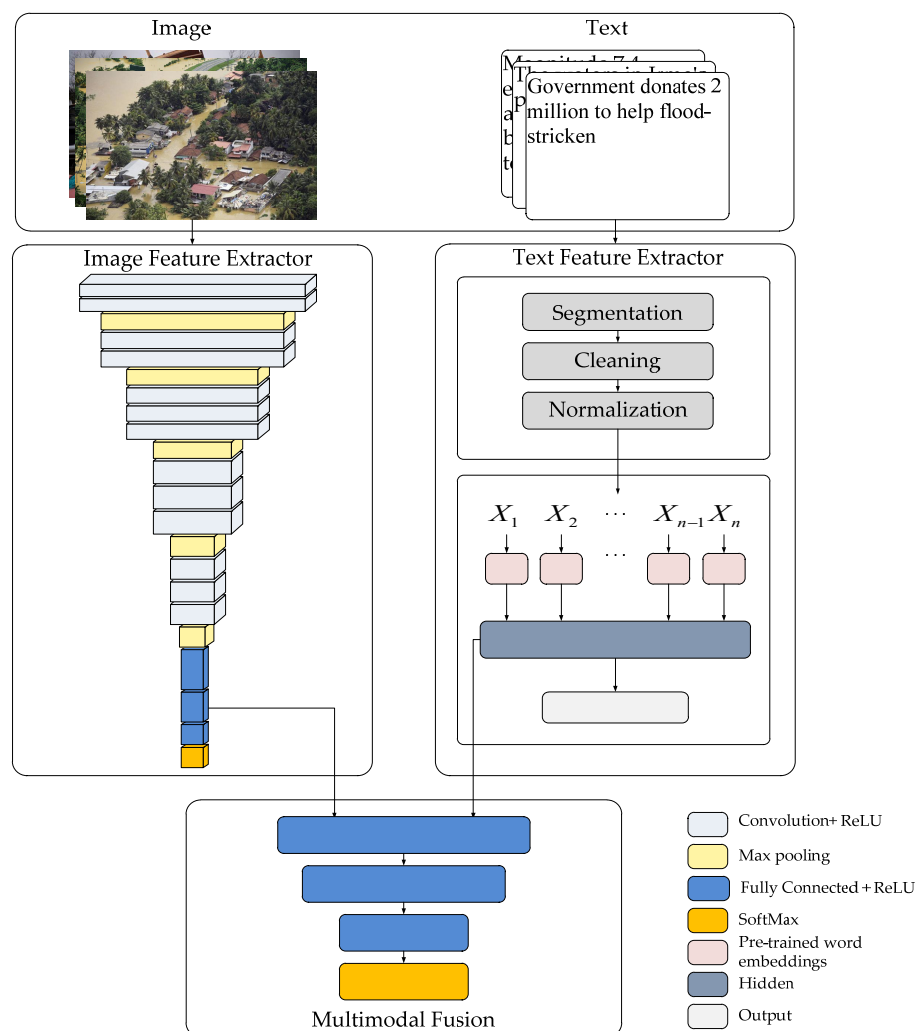 Image
Text
Magnitude 7.4
The waters in Irma's
e
p
a
b
to
Government donates 2
million to help flood-
stricken
Image Feature Extractor
Text Feature Extractor
Segmentation
Cleaning
Normalization
X1 X2 ... Xn−1 Xn
...
Convolution+ ReLU
Max pooling
Fully Connected + ReLU
SoftMax
Pre-trained word
embeddings
Hidden
Output
Multimodal Fusion